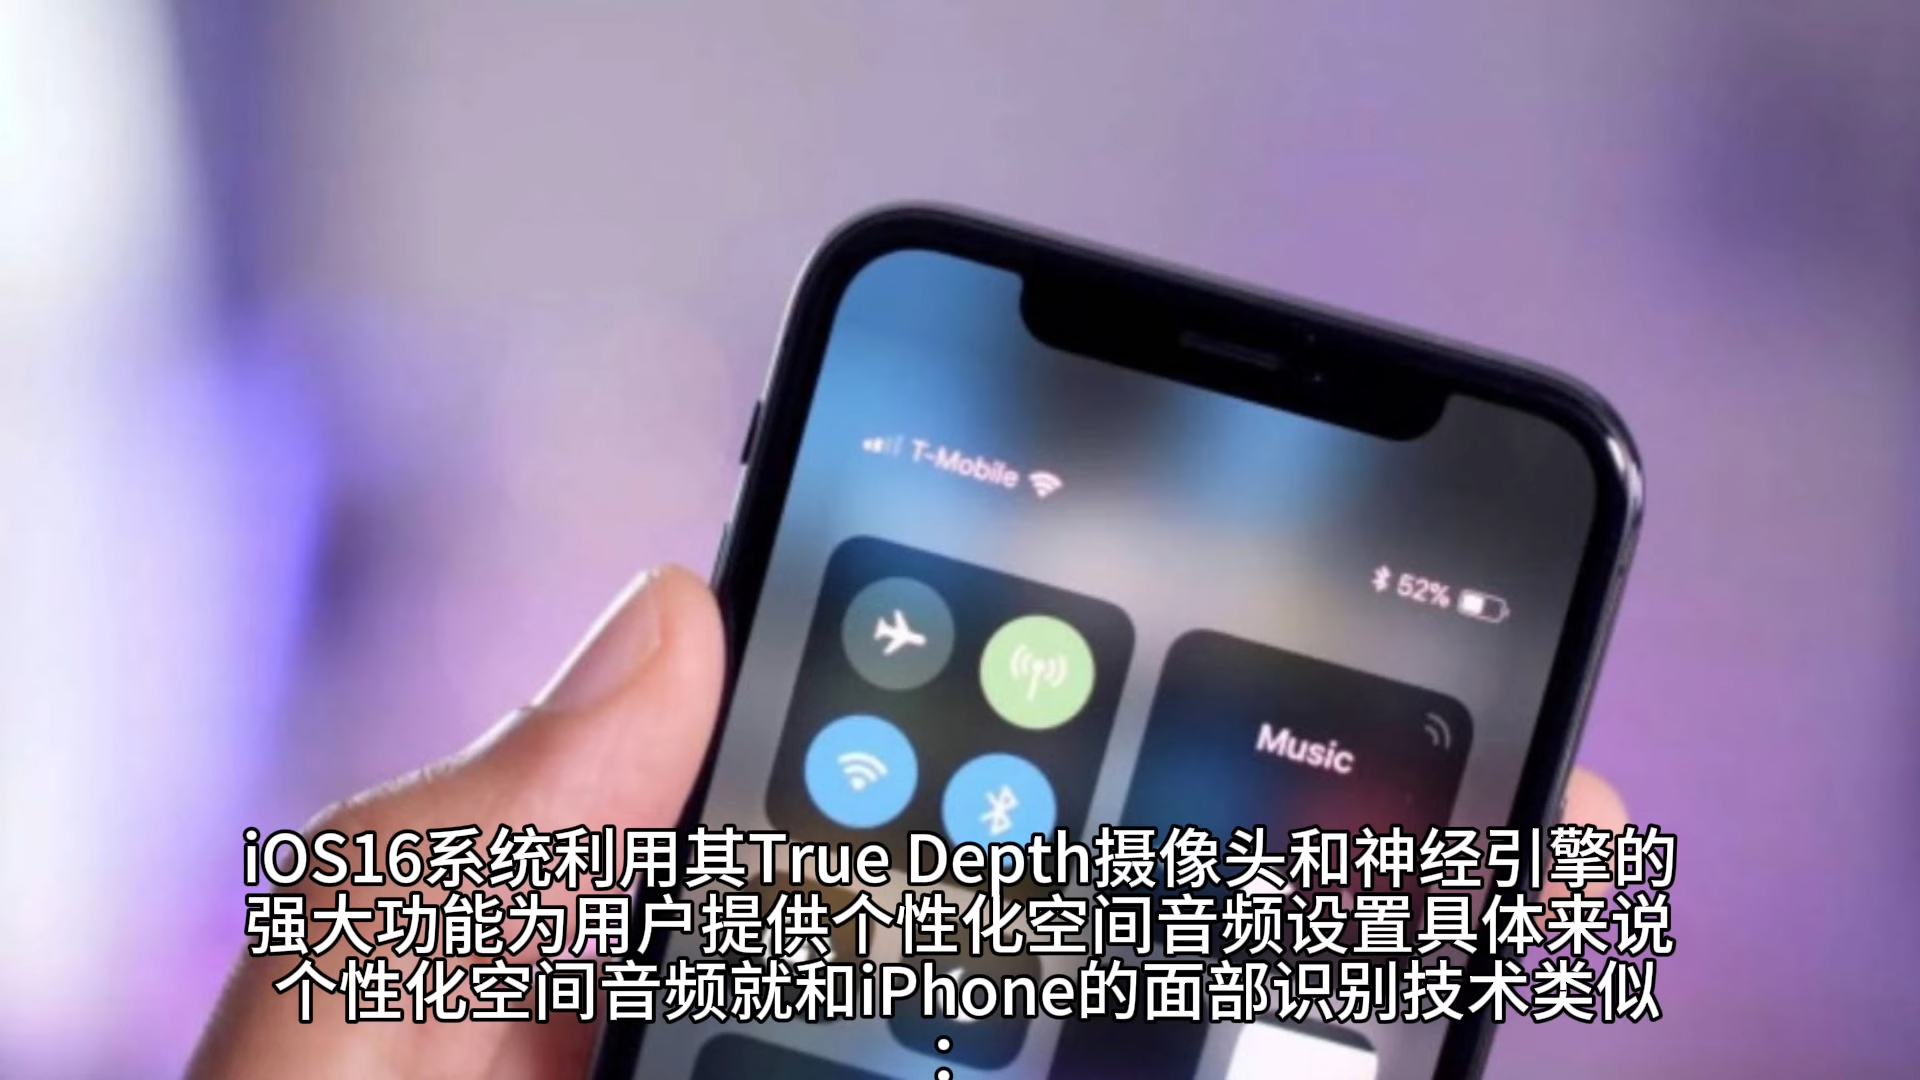 T-Mobile
52%
Music
iOS16系统利用其True Depth摄像头和神经引擎的
强大功能为用户提供个性化空间音频设置具体来说
个性化空间音频就和iPhone的面部识别技术类似